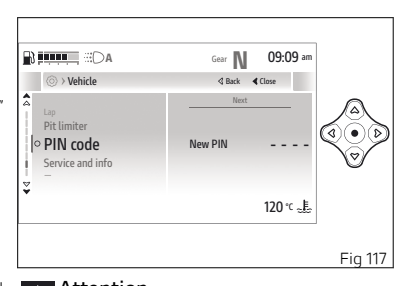 A Gear N 09:09 am
> Vehicle Back Close
Next
Lap
Pit limiter
PIN code
New PIN - - - -
Service and info
120 °C
Fig 117
Attention